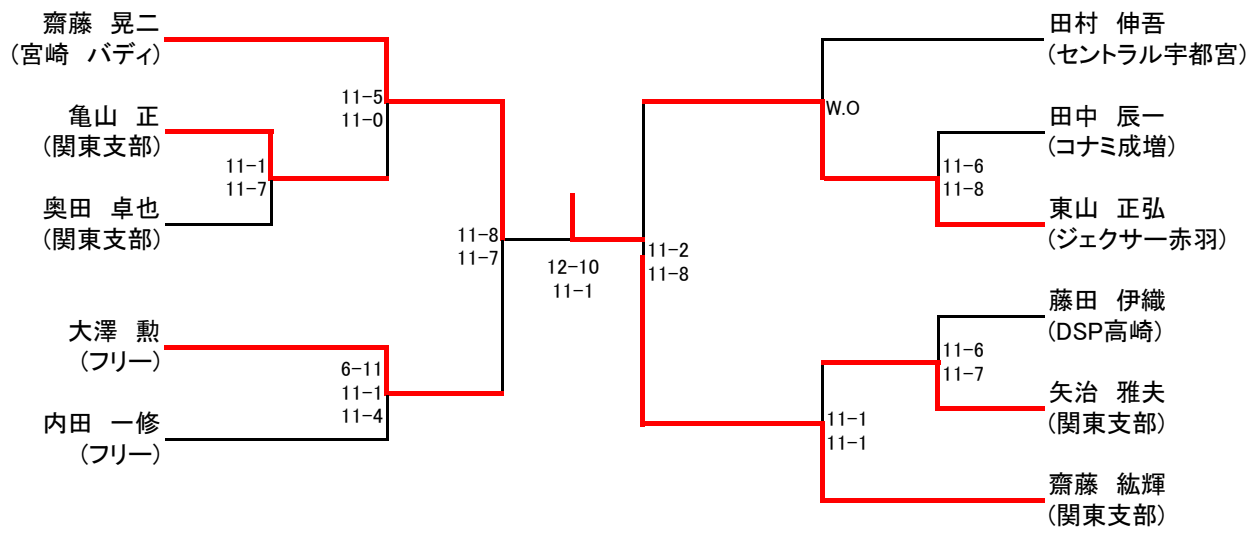 齋藤 晃二
(宮崎 バディ)
亀山 正
(関東支部)
奥田 卓也
(関東支部)
大澤 勲
(フリー)
内田 一修
(フリー)
11-5
11-0
11-1
11-7
11-8
11-7
6-11
11-1
11-4
12-10
11-1
田村 伸吾
(セントラル宇都宮)
田中 辰一
(コナミ成増)
東山 正弘
(ジェクサー赤羽)
藤田 伊織
(DSP高崎)
矢治 雅夫
(関東支部)
齋藤 紘輝
(関東支部)
W.O
11-6
11-8
11-2
11-8
11-6
11-7
11-1
11-1